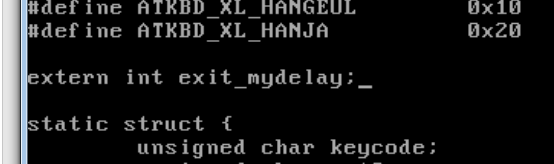 #define ATKBD_XL_HANGEUL 0x10
#define ATKBD_XL_HANJA 0x20
extern int exit_mydelay;_
static struct {
unsigned char keycode;